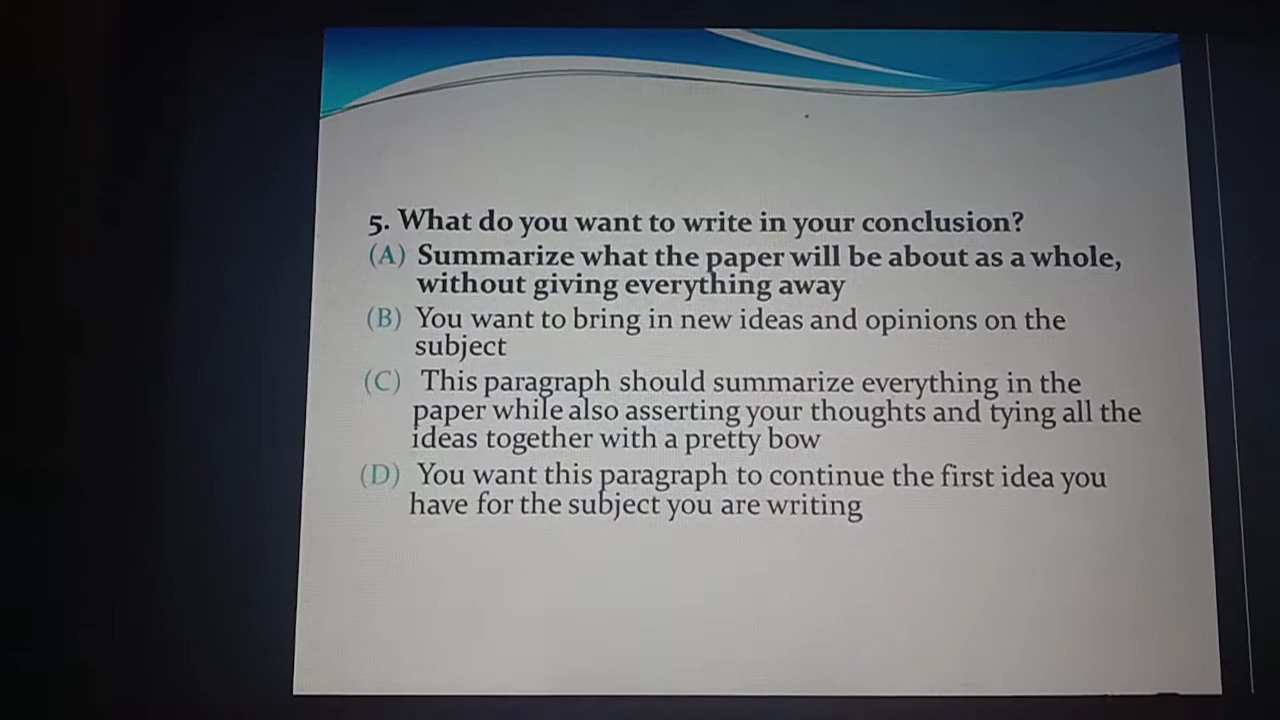 5. What do you want to write in your conclusion?
(A) Summarize what the paper will be about as a whole,
without giving everything away
(B) You want to bring in new ideas and opinions on the
subject
(C) This paragraph should summarize everything in the
paper while also asserting your thoughts and tying all the
ideas together with a pretty bow
(D) You want this paragraph to continue the first idea you
have for the subject you are writing